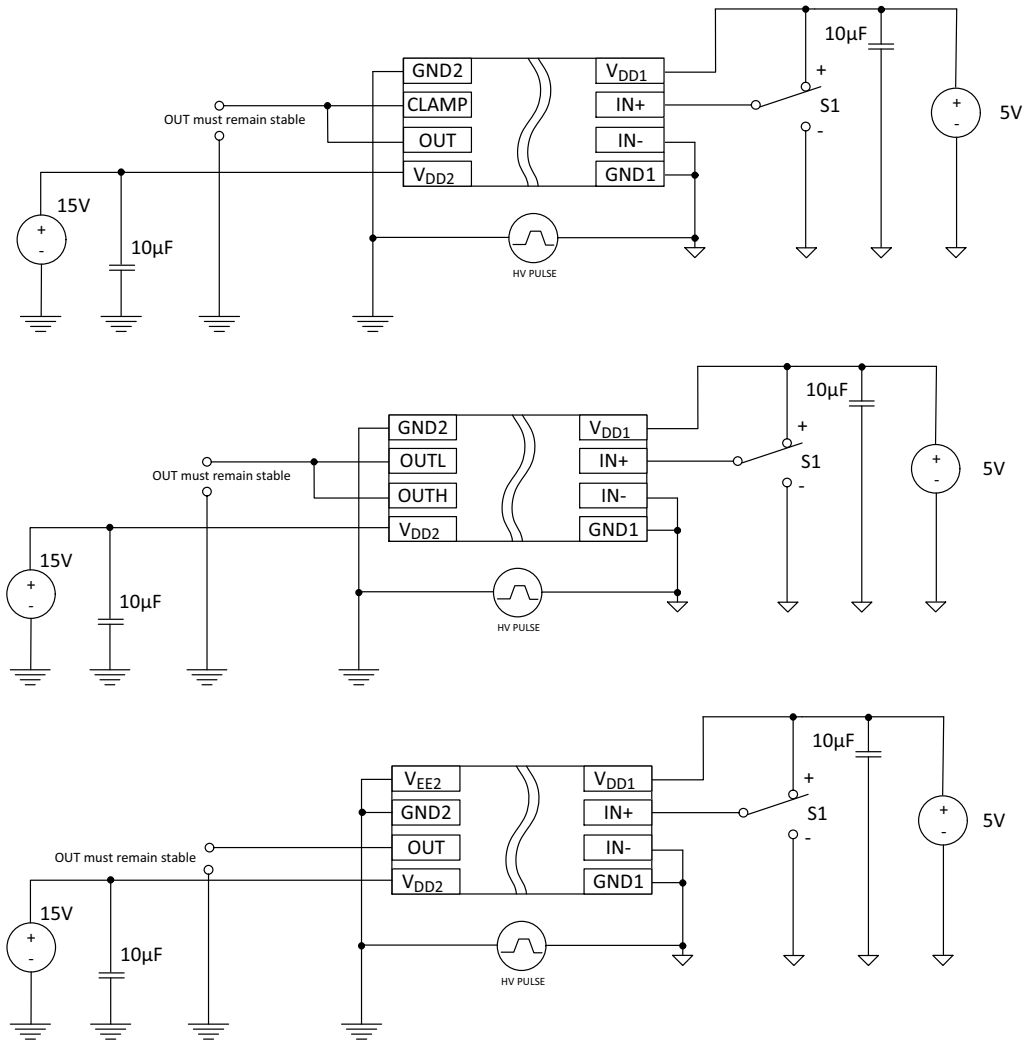 10µF
GND2
VDD1
+
CLAMP
IN+
S1
+
-
5V
OUT must remain stable
OUT
IN-
-
VDD2
GND1
15V
+
-
10µF
HV PULSE
10µF
GND2
VDD1
+
OUTL
IN+
S1
+
-
5V
OUT must remain stable
OUTH
IN-
-
VDD2
GND1
15V
+
-
10µF
HV PULSE
10µF
VEE2
VDD1
+
GND2
IN+
S1
+
-
5V
OUT must remain stable
OUT
IN-
-
VDD2
GND1
15V
+
-
10µF
HV PULSE